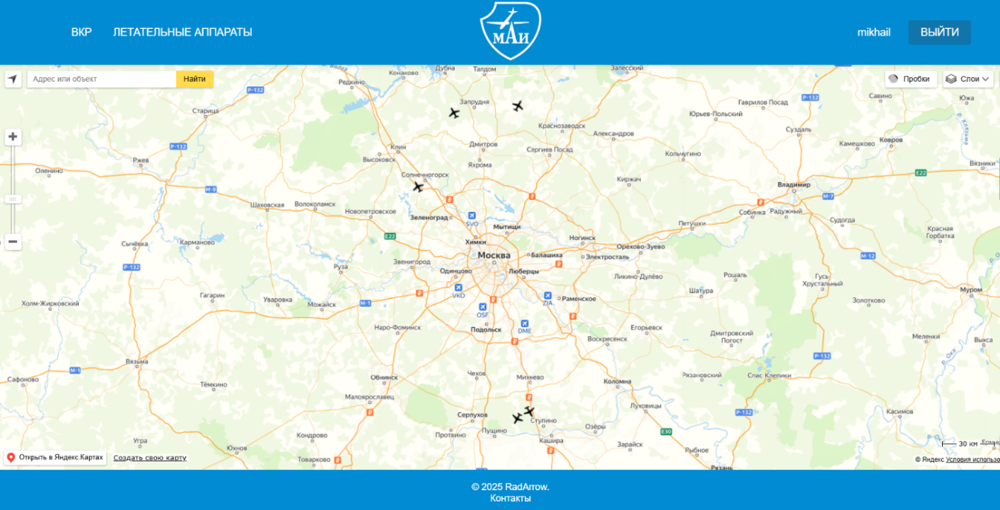 ВКР
ЛЕТАТЕЛЬНЫЕ АППАРАТЫ
МАИ
mikhail
ВЫЙТИ
Адрес или объект
Найти
Пробки
Слои
Волга
Конаково
Дубна
Талдом
Залесский
Редкино
Р-132
Р-132
Гаврилов Посад
Савино
Южа
Старица
Запрудня
Юрьев-Польский
Клязьма
Краснозаводск
Александров
Суздаль
Камешково
Ковров
Р-132
Клин
Дмитров
Сергиев Посад
Кольчугино
Ржев
Высоковск
Яхрома
Вязники
Оленино
Солнечногорск
Киржач
Е22
М-9
Владимир
М-7
Шаховская
Волоколамск
Новопетровское
Зеленоград
SVO
Собинка
Радужный
Судогда
Мытищи
Петушки
Красная
Горбатка
Е22
Химки
Ногинск
Сычёвка
Карманово
Орехово-Зуево
Москва
Балашиха
Электросталь
М-12
Р-132
Руза
Звенигород
Одинцово
Люберцы
Ликино-Дулёво
Рошаль
Гусь-
Хрустальный
Гагарин
Уваровка
Можайск
М-1
VKO
ZIA
Раменское
Шатура
Муром
Холм-Жирковский
OSF
Золотково
Наро-Фоминск
Подольск
DME
Егорьевск
Дмитровский
Погост
Воскресенск
Меленки
Выкса
Вязьма
Р-132
р. Ока
М-1
Сафоново
Тёмкино
Обнинск
Чехов
Михнево
Коломна
Рязановский
Спас Клепики
Малоярославец
Серпухов
Ступино
Луховицы
Р-132
Касимов
Кондрово
Протвино
Пущино
Озёры
Е30
Угра
Юхнов
Кашира
Зарайск
Рыбное
30 км
Открыть в Яндекс.Картах
Создать свою карту
Товарково
Рязань
© Яндекс Условия использо
© 2025 RadArrow.
Контакты